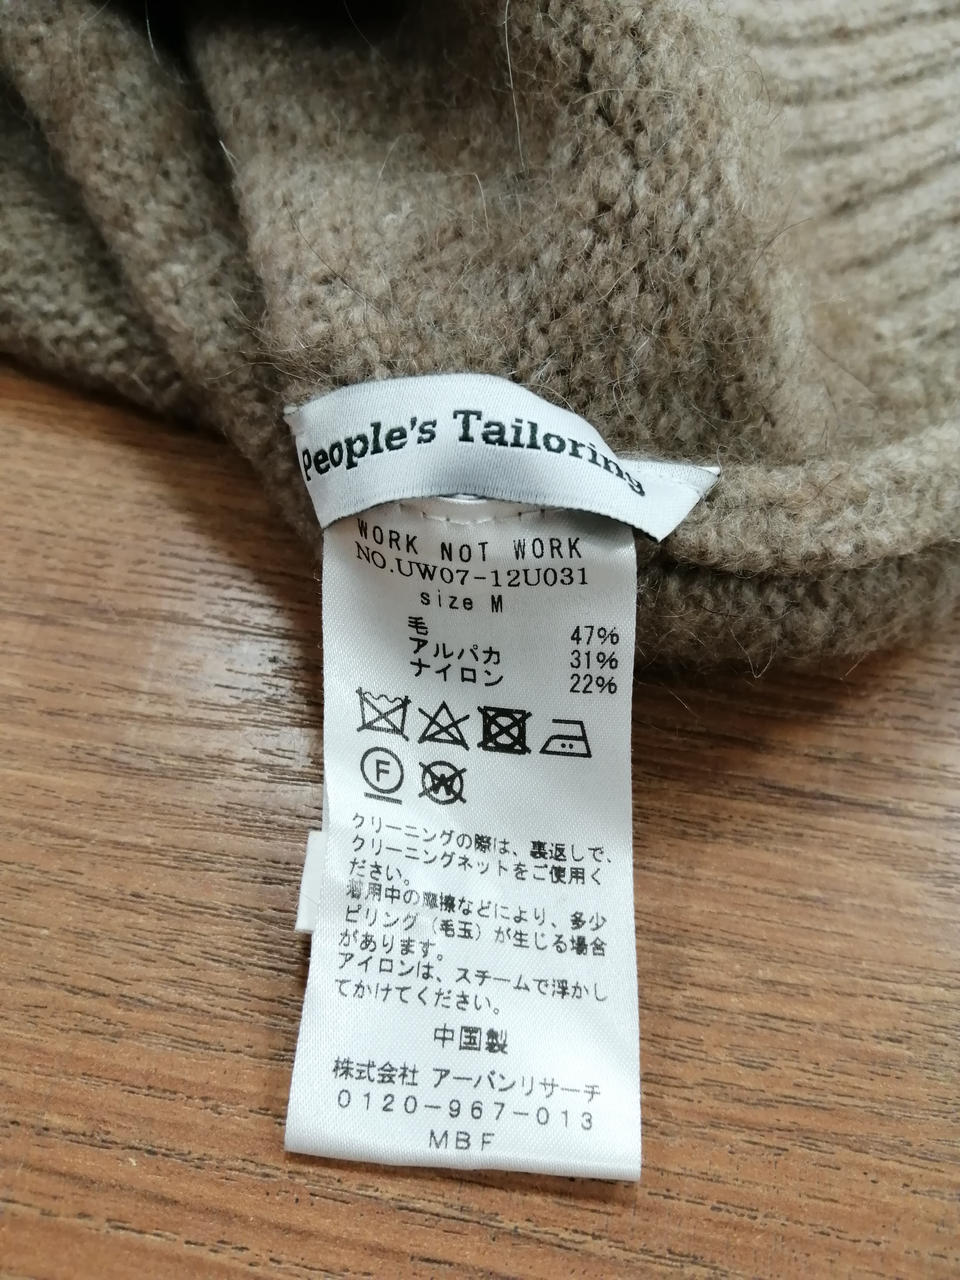 People's Tailoring
WORK NOT WORK
NO.UW07-12U031
size M
毛 47%
アルパカ 31%
ナイロン 22%
F
W
クリーニングの際は、裏返しで、
クリーニングネットをご使用く
ださい。
着用中の摩擦などにより、多少
ピリング（毛玉）が生じる場合
があります。
アイロンは、スチームで浮かし
てかけてください。
中国製
株式会社 アーバンリサーチ
0120-967-013
MBF